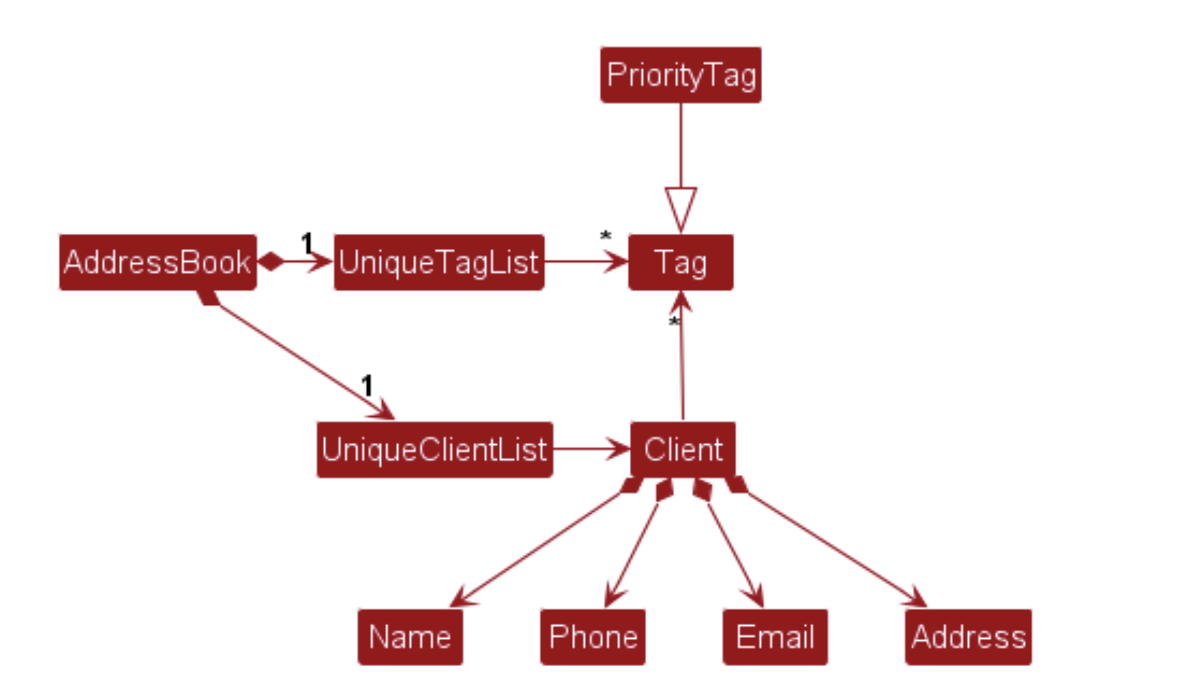 PriorityTag
AddressBook
1
UniqueTagList
*
Tag
*
1
UniqueClientList
Client
Name
Phone
Email
Address